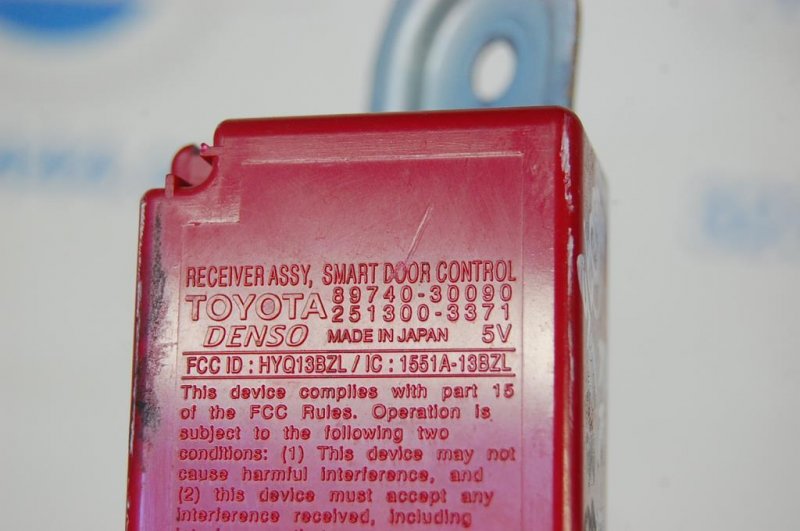 RECEIVER ASSY, SMART DOOR CONTROL
TOYOTA 89740-30090
251300-3371
DENSO MADE IN JAPAN 5V
FCC ID : HYQ13BZL / IC : 1551A-13BZL
This device complies with part 15
of the FCC Rules. Operation is
subject to the following two
conditions: (1) This device may not
cause harmful interference, and
(2) this device must accept any
interference received, including